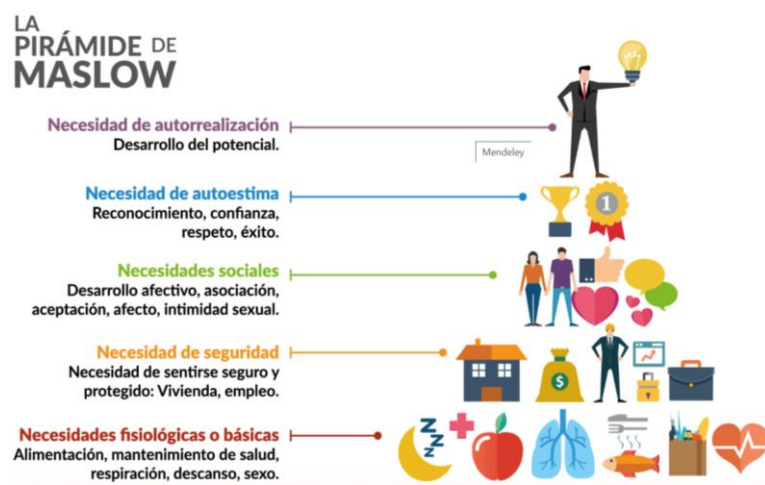 LA
PIRÁMIDE DE
MASLOW
Necesidad de autorrealización
Desarrollo del potencial.
Mendeley
Necesidad de autoestima
Reconocimiento, confianza,
respeto, éxito.
1
Necesidades sociales
Desarrollo afectivo, asociación,
aceptación, afecto, intimidad sexual.
Necesidad de seguridad
Necesidad de sentirse seguro y
protegido: Vivienda, empleo.
$
Necesidades fisiológicas o básicas
Alimentación, mantenimiento de salud,
respiración, descanso, sexo.
Z Z Z